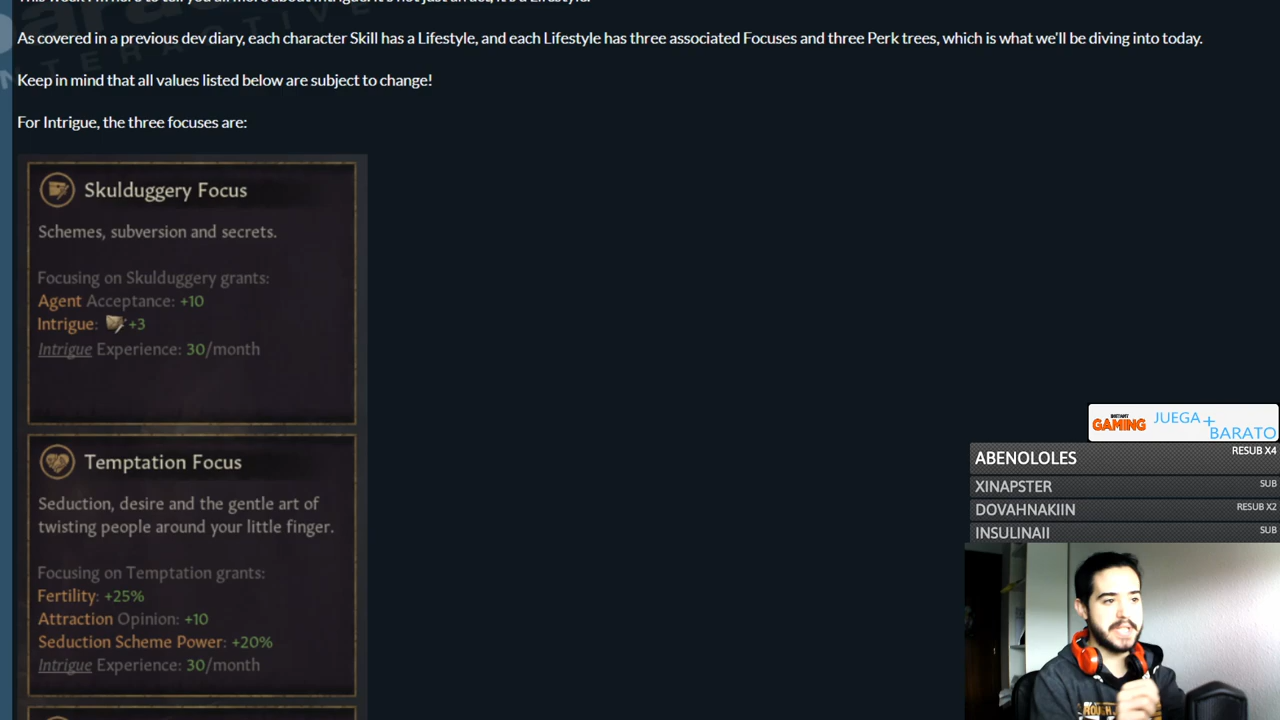 As covered in a previous dev diary, each character Skill has a Lifestyle, and each Lifestyle has three associated Focuses and three Perk trees, which is what we'll be diving into today.
Keep in mind that all values listed below are subject to change!
For Intrigue, the three focuses are:
Skulduggery Focus
Schemes, subversion and secrets.
Focusing on Skulduggery grants:
Agent Acceptance: +10
Intrigue: +3
Intrigue Experience: 30/month
Temptation Focus
Seduction, desire and the gentle art of
twisting people around your little finger.
Focusing on Temptation grants:
Fertility: +25%
Attraction Opinion: +10
Seduction Scheme Power: +20%
Intrigue Experience: 30/month
INSTANT
GAMING
JUEGA+
BARATO
ABENOLOLES RESUB X4
XINAPSTER SUB
DOVAHNAKIIN RESUB X2
INSULINAII SUB
ROUGH